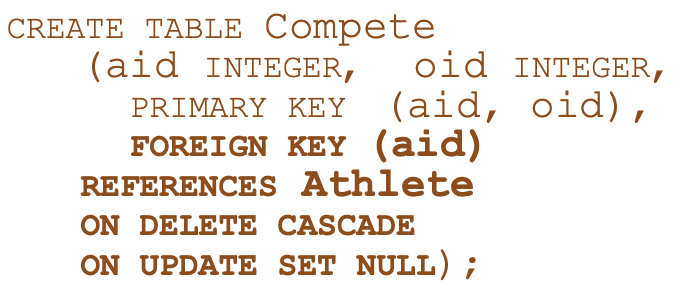 CREATE TABLE Compete
(aid INTEGER, oid INTEGER,
PRIMARY KEY (aid, oid),
FOREIGN KEY (aid)
REFERENCES Athlete
ON DELETE CASCADE
ON UPDATE SET NULL);